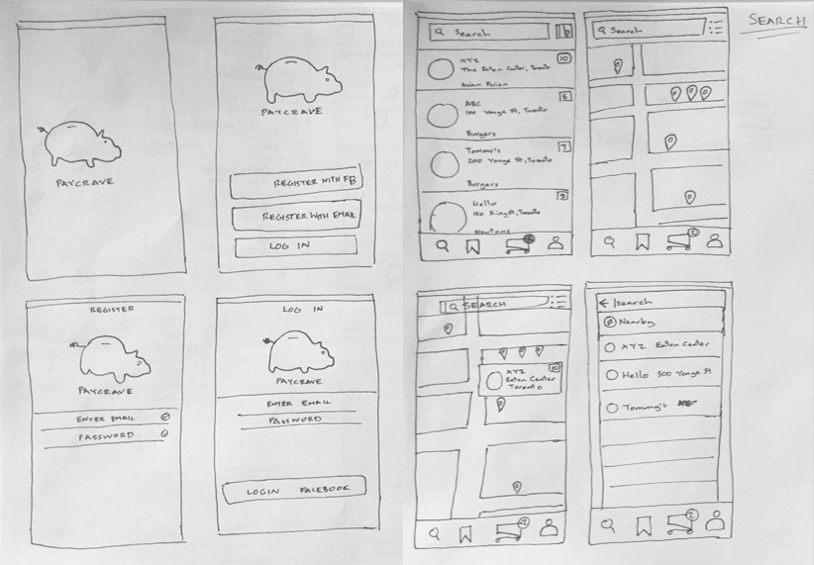 PAYCRAVE
PAYCRAVE
REGISTER WITH FB
REGISTER WITH EMAIL
LOG IN
REGISTER
PAYCRAVE
ENTER EMAIL
PASSWORD
LOG IN
PAYCRAVE
ENTER EMAIL
PASSWORD
LOGIN FACEBOOK
SEARCH
Search
XYZ
The Eaton Center, Toronto
Asian Fusion
10
ABC
100 Yonge St, Toronto
Burgers
5
Tommy's
200 Yonge St, Toronto
Burgers
7
Hello
150 King St, Toronto
Search
SEARCH
XYZ
Eaton Center
Toronto
10
Search
Nearby
XYZ Eaton Center
Hello 500 Yonge St
Tommy's
2